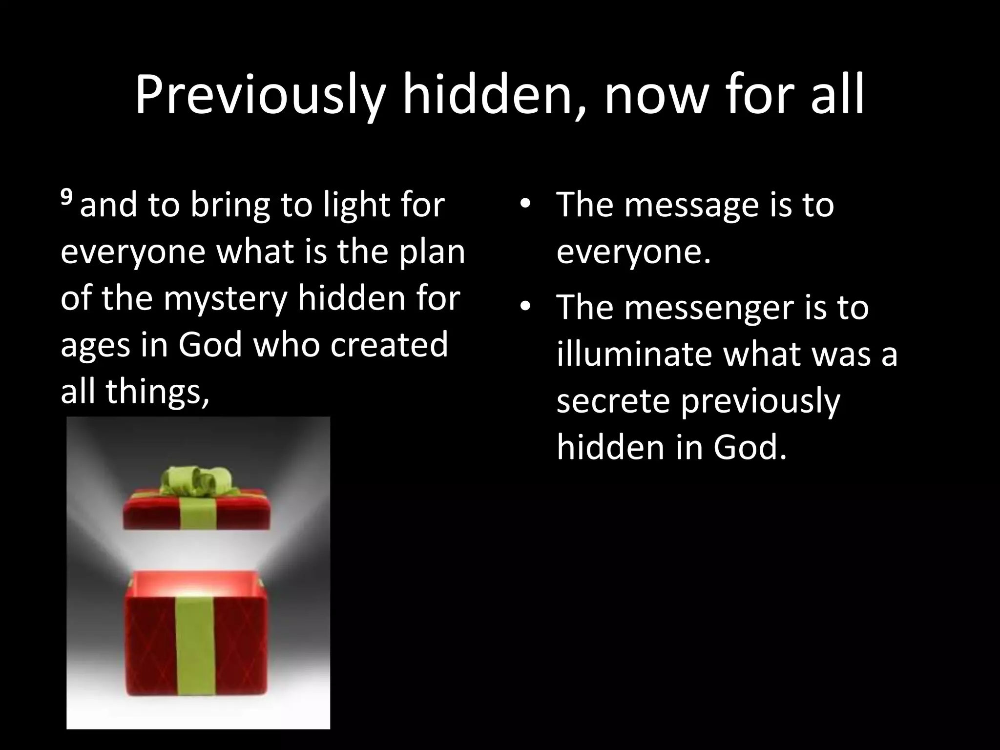 Previously hidden, now for all
9 and to bring to light for
everyone what is the plan
of the mystery hidden for
ages in God who created
all things,
• The message is to
everyone.
• The messenger is to
illuminate what was a
secrete previously
hidden in God.